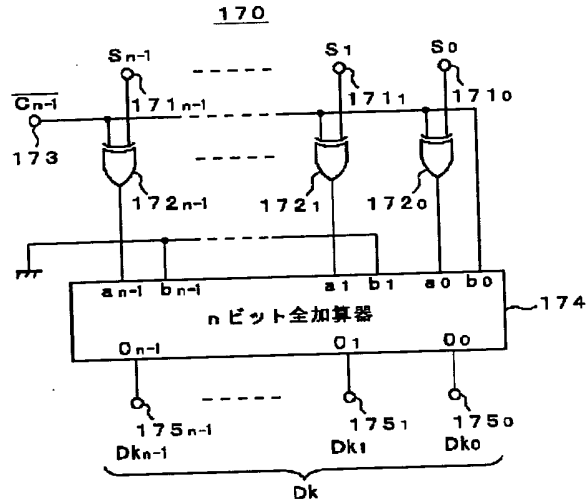 170
Sn-1 S1 S0
Cn-1 171n-1 1711 1710
173
172n-1 1721 1720
an-1 bn-1 a1 b1 a0 b0
nビット全加算器 174
On-1 O1 O0
175n-1 1751 1750
Dkn-1 Dk1 Dk0
Dk